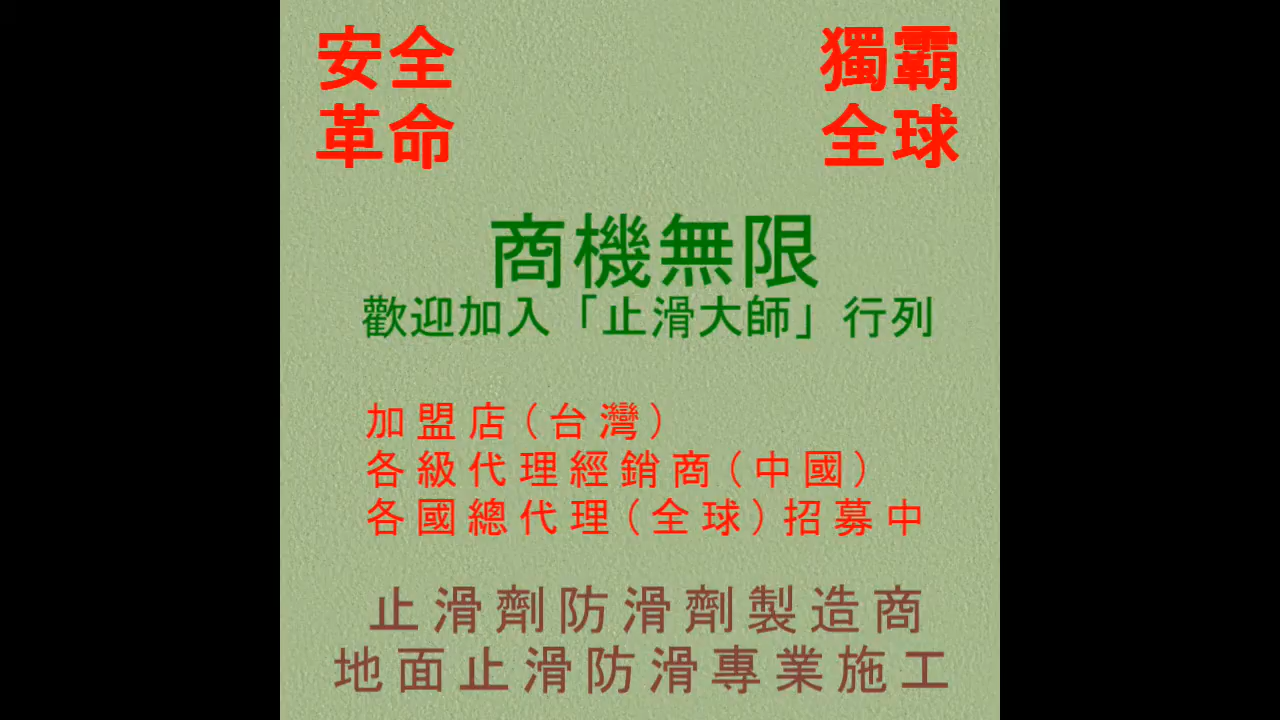 安全
革命
獨霸
全球
商機無限
歡迎加入「止滑大師」行列
加盟店(台灣)
各級代理經銷商(中國)
各國總代理(全球)招募中
止滑劑防滑劑製造商
地面止滑防滑專業施工